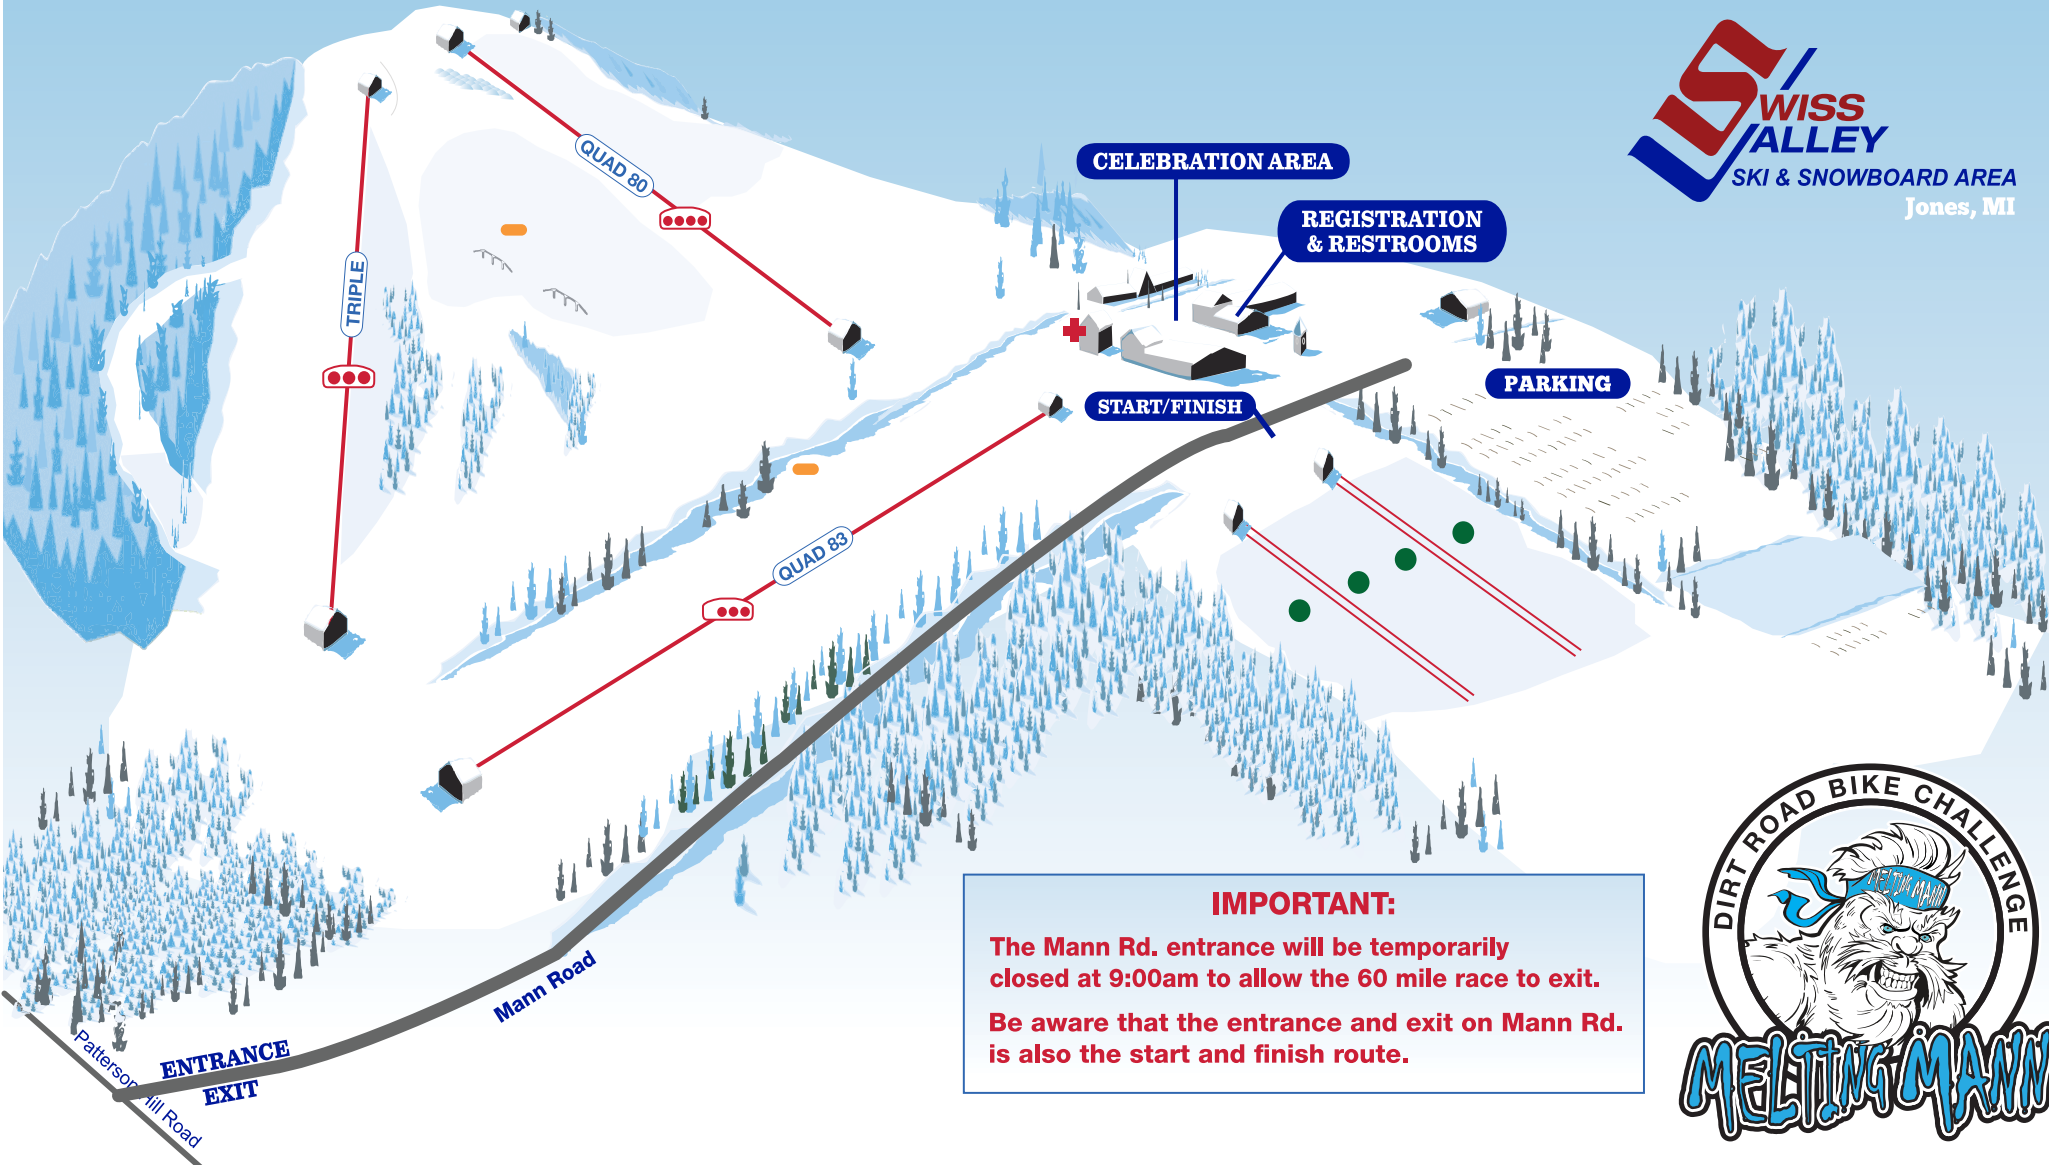 SWISS
VALLEY
SKI & SNOWBOARD AREA
Jones, MI
QUAD 80
CELEBRATION AREA
REGISTRATION
& RESTROOMS
TRIPLE
PARKING
START/FINISH
QUAD 83
Mann Road
ENTRANCE
EXIT
Patterson Hill Road
IMPORTANT:
The Mann Rd. entrance will be temporarily
closed at 9:00am to allow the 60 mile race to exit.
Be aware that the entrance and exit on Mann Rd.
is also the start and finish route.
DIRT ROAD BIKE CHALLENGE
MELTING MANN
MELTING MANN